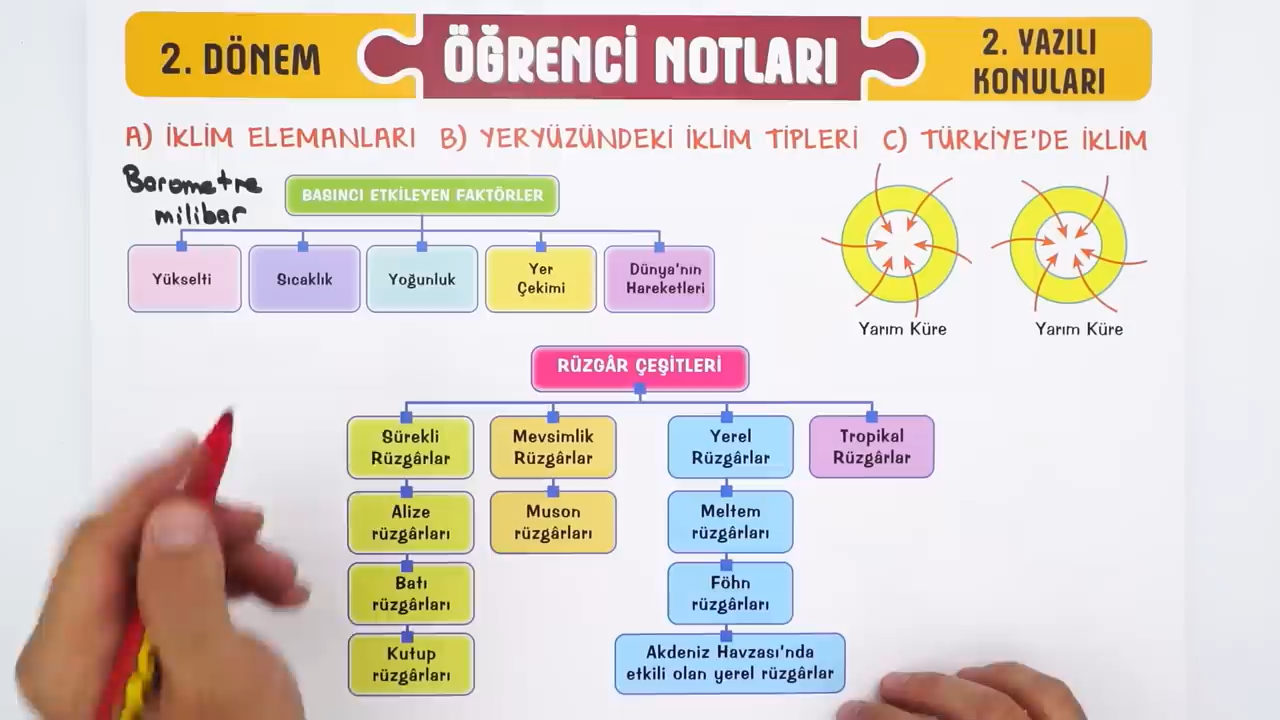 2. DÖNEM
ÖĞRENCİ NOTLARI
2. YAZILI
KONULARI
A) İKLİM ELEMANLARI B) YERYÜZÜNDEKİ İKLİM TİPLERİ C) TÜRKİYE'DE İKLİM
Barometre
milibar
BASINCI ETKİLEYEN FAKTÖRLER
Yükselti
Sıcaklık
Yoğunluk
Yer
Çekimi
Dünya'nın
Hareketleri
Yarım Küre
Yarım Küre
RÜZGÂR ÇEŞİTLERİ
Sürekli
Rüzgârlar
Alize
rüzgârları
Batı
rüzgârları
Kutup
rüzgârları
Mevsimlik
Rüzgârlar
Muson
rüzgârları
Yerel
Rüzgârlar
Meltem
rüzgârları
Föhn
rüzgârları
Akdeniz Havzası'nda
etkili olan yerel rüzgârlar
Tropikal
Rüzgârlar